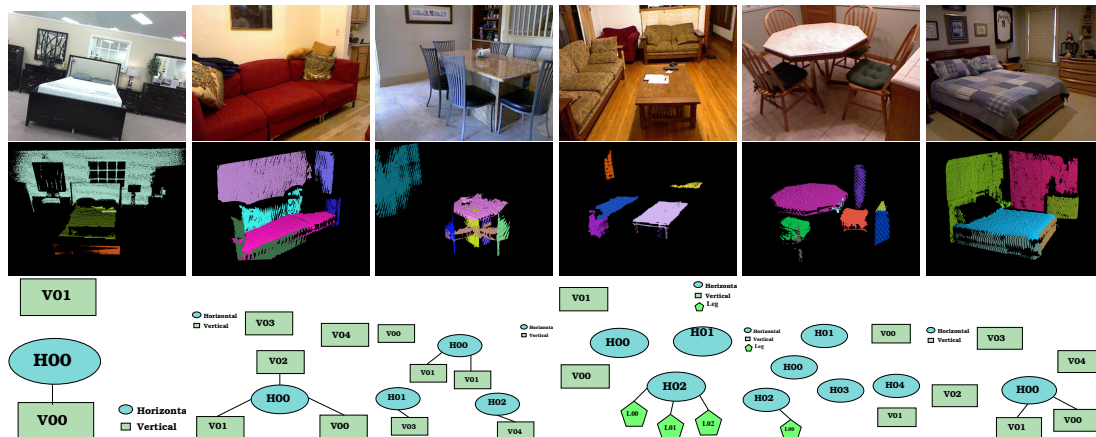 V01
H00
V00
Horizonta
Vertical
Horizontal
Vertical
V03
V04
V02
H00
V01
V00
V00
H00
V01
V01
H01
H02
V03
V04
Horizonta
Vertical
V01
Horizonta
Vertical
Leg
H00
H01
V00
H02
L00
L01
L02
Horizontal
Vertical
Leg
H01
V00
H00
H03
H04
H02
V01
L00
Horizontal
Vertical
V03
V04
V02
H00
V01
V00